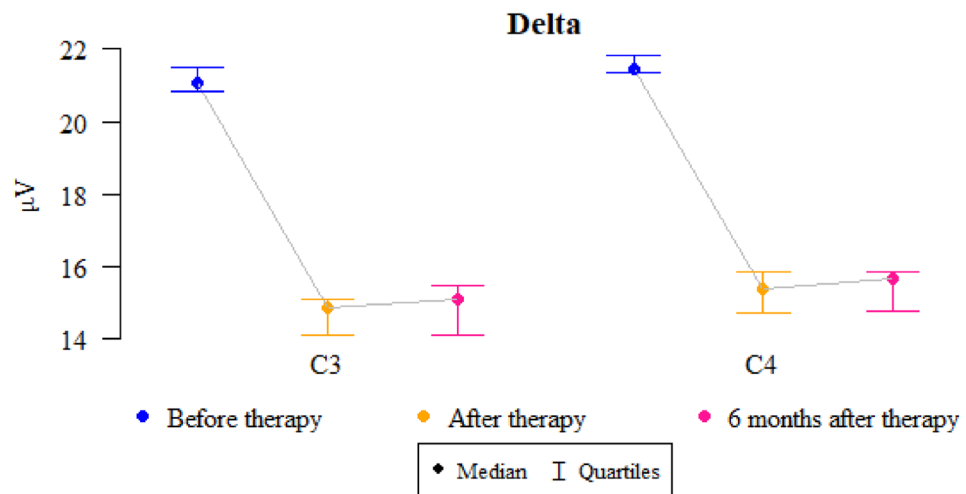 Delta
μV
22
20
18
16
14
C3
C4
Before therapy
After therapy
6 months after therapy
Median
Quartiles